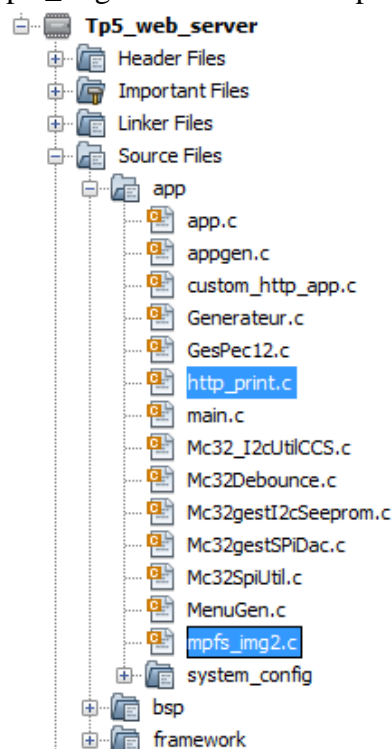 Tp5_web_server
Header Files
Important Files
Linker Files
Source Files
app
app.c
appgen.c
custom_http_app.c
Generateur.c
GesPec12.c
http_print.c
main.c
Mc32_I2cUtilCCS.c
Mc32Debounce.c
Mc32gestI2cSeeprom.c
Mc32gestSPiDac.c
Mc32SpiUtil.c
MenuGen.c
mpfs_img2.c
system_config
bsp
framework